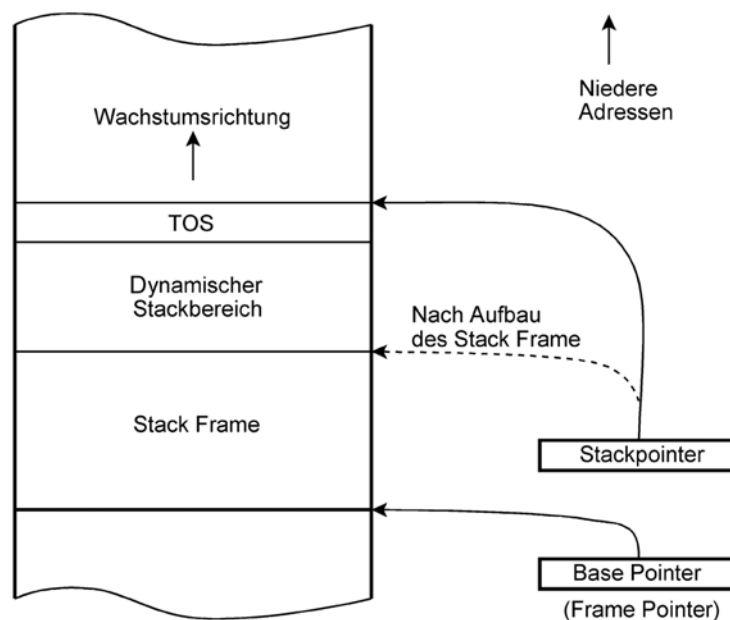 Wachstumsrichtung
Niedere
Adressen
TOS
Dynamischer
Stackbereich
Nach Aufbau
des Stack Frame
Stack Frame
Stackpointer
Base Pointer
(Frame Pointer)